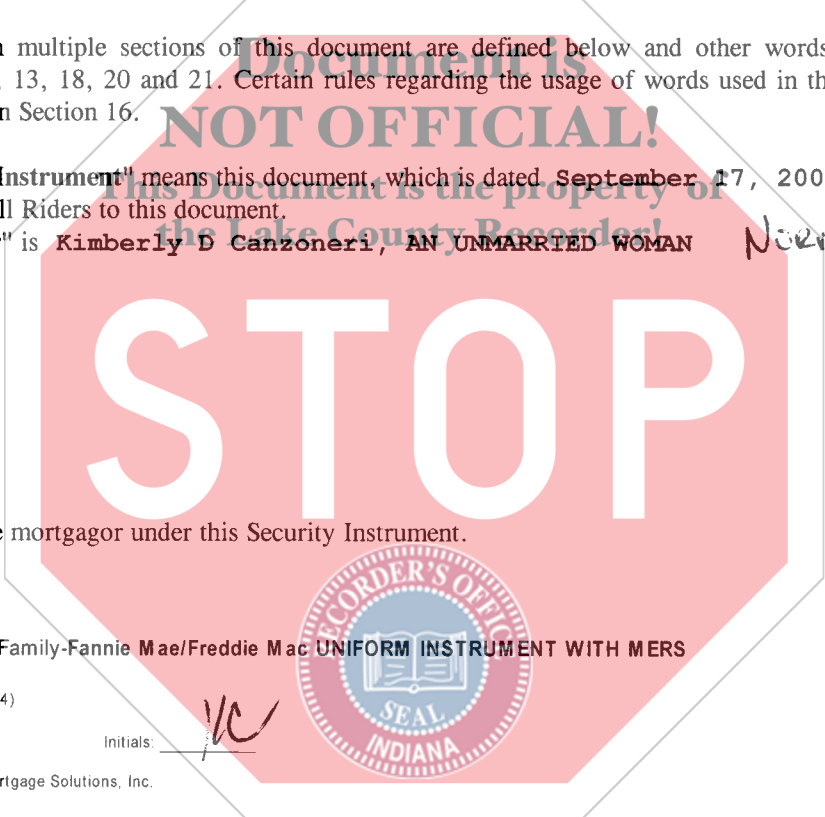 multiple sections of this document are defined below and other words
, 13, 18, 20 and 21. Certain rules regarding the usage of words used in
n Section 16.
Document is
NOT OFFICIAL!
This Document is the property of
the Lake County Recorder!
Instrument" means this document, which is dated September 17, 200
ll Riders to this document.
" is Kimberly D Canzoneri, AN UNMARRIED WOMAN
STOP
mortgagor under this Security Instrument.
RECORDER'S OFFICE
SEAL
INDIANA
Family-Fannie Mae/Freddie Mac UNIFORM INSTRUMENT WITH MERS
4)
Initials: KC
rtgage Solutions, Inc.